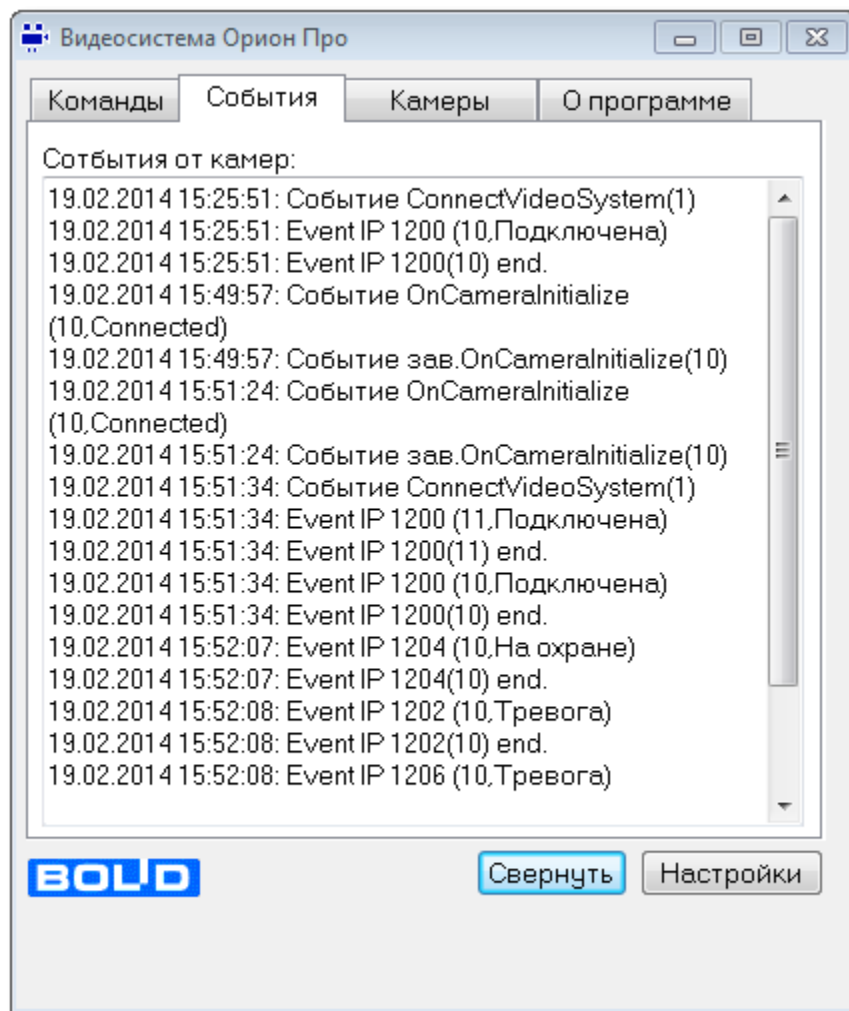 Видеосистема Орион Про
Команды События Камеры О программе
Сотбытия от камер:
19.02.2014 15:25:51: Событие ConnectVideoSystem(1)
19.02.2014 15:25:51: Event IP 1200 (10,Подключена)
19.02.2014 15:25:51: Event IP 1200(10) end.
19.02.2014 15:49:57: Событие OnCameraInitialize
(10,Connected)
19.02.2014 15:49:57: Событие зав.OnCameraInitialize(10)
19.02.2014 15:51:24: Событие OnCameraInitialize
(10,Connected)
19.02.2014 15:51:24: Событие зав.OnCameraInitialize(10)
19.02.2014 15:51:34: Событие ConnectVideoSystem(1)
19.02.2014 15:51:34: Event IP 1200 (11,Подключена)
19.02.2014 15:51:34: Event IP 1200(11) end.
19.02.2014 15:51:34: Event IP 1200 (10,Подключена)
19.02.2014 15:51:34: Event IP 1200(10) end.
19.02.2014 15:52:07: Event IP 1204 (10,На охране)
19.02.2014 15:52:07: Event IP 1204(10) end.
19.02.2014 15:52:08: Event IP 1202 (10,Тревога)
19.02.2014 15:52:08: Event IP 1202(10) end.
19.02.2014 15:52:08: Event IP 1206 (10,Тревога)
BOLID Свернуть Настройки